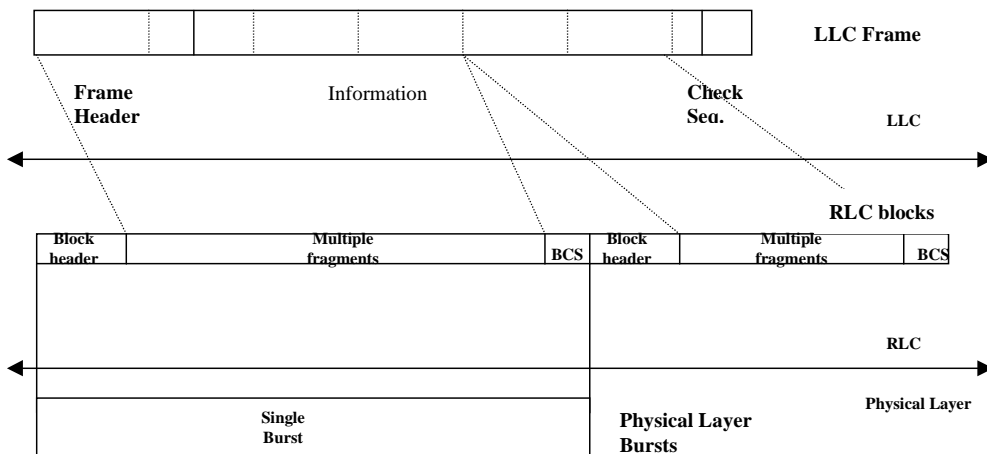 LLC Frame
Frame
Header
Information
Check
Seq.
LLC
RLC blocks
Block
header
Multiple
fragments
BCS
Block
header
Multiple
fragments
BCS
RLC
Physical Layer
Single
Burst
Physical Layer
Bursts